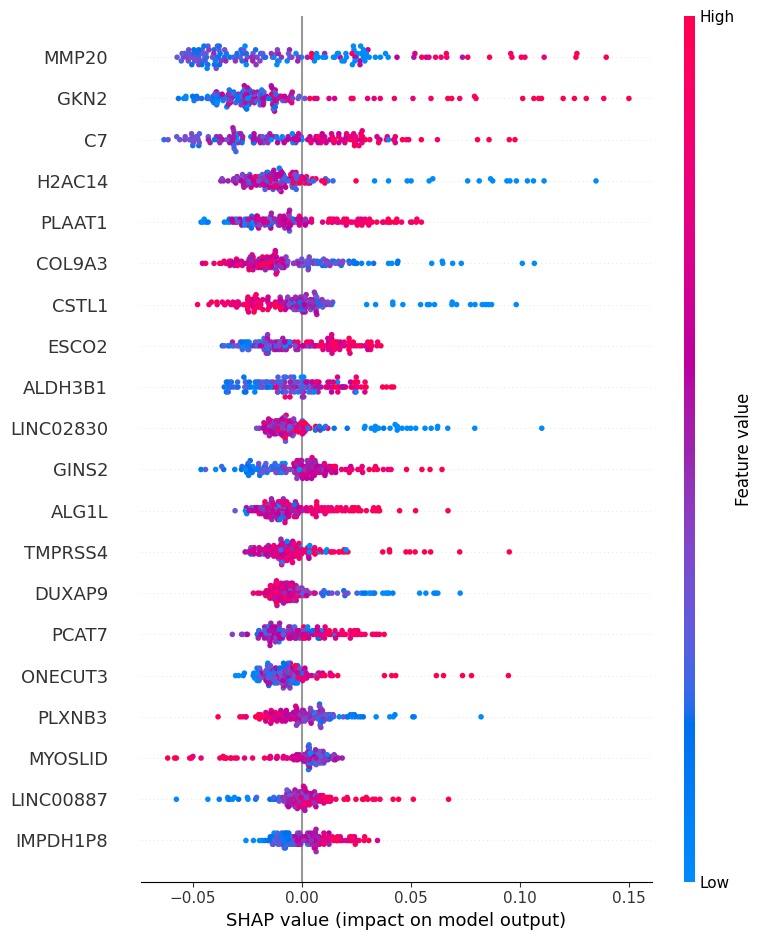 High
MMP20
GKN2
C7
H2AC14
PLAAT1
COL9A3
CSTL1
ESCO2
ALDH3B1
LINC02830
GINS2
ALG1L
TMPRSS4
DUXAP9
PCAT7
ONECUT3
PLXNB3
MYOSLID
LINC00887
IMPDH1P8
Feature value
Low
−0.05 0.00 0.05 0.10 0.15
SHAP value (impact on model output)